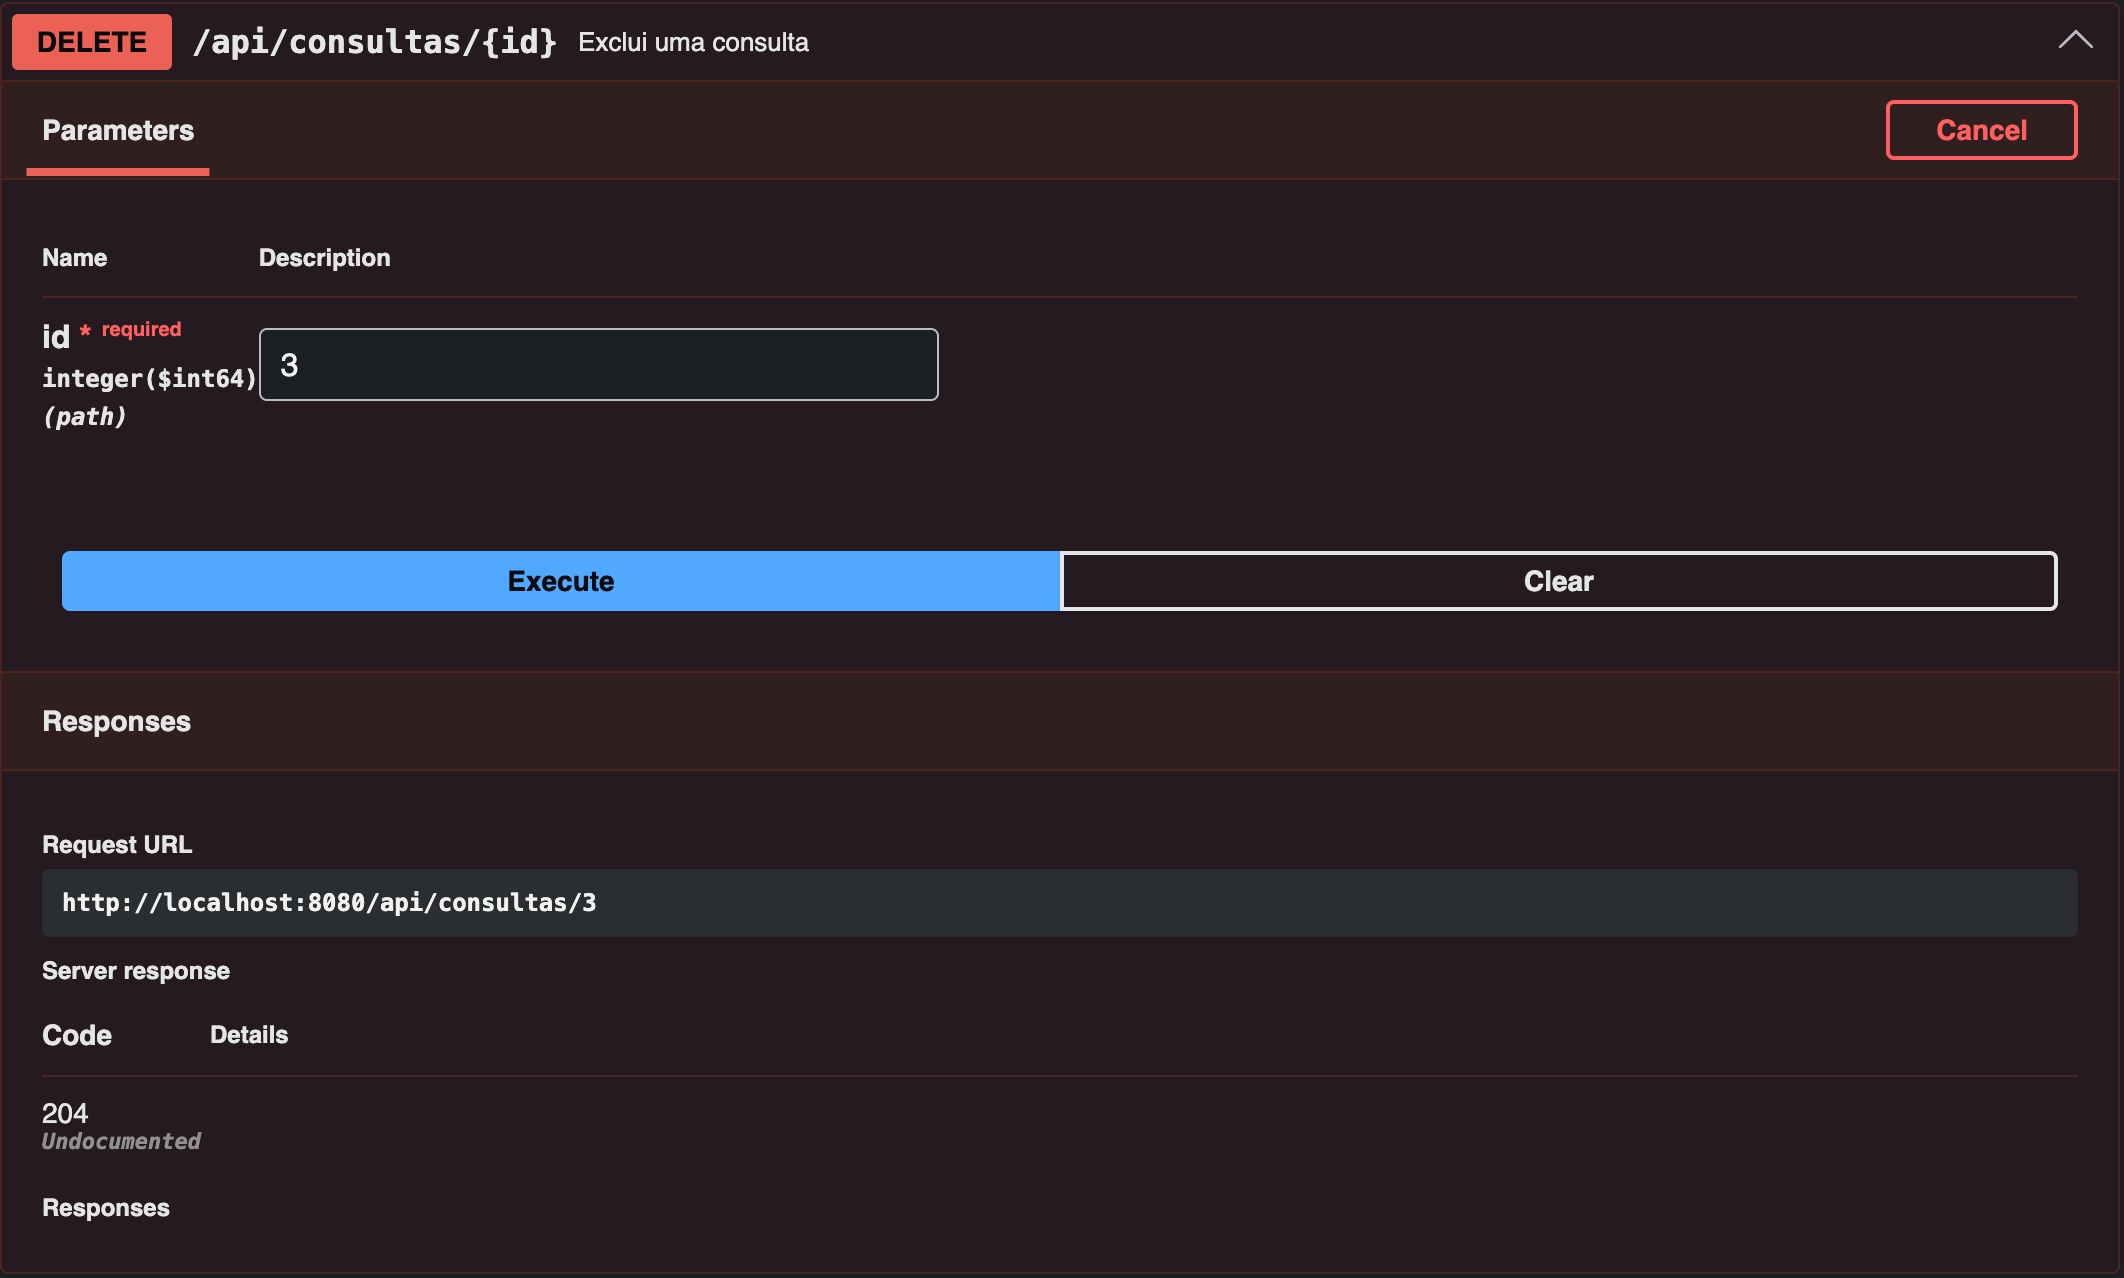 DELETE /api/consultas/{id} Exclui uma consulta
Parameters
Cancel
Name Description
id * required
integer($int64)
(path)
3
Execute
Clear
Responses
Request URL
http://localhost:8080/api/consultas/3
Server response
Code Details
204
Undocumented
Responses